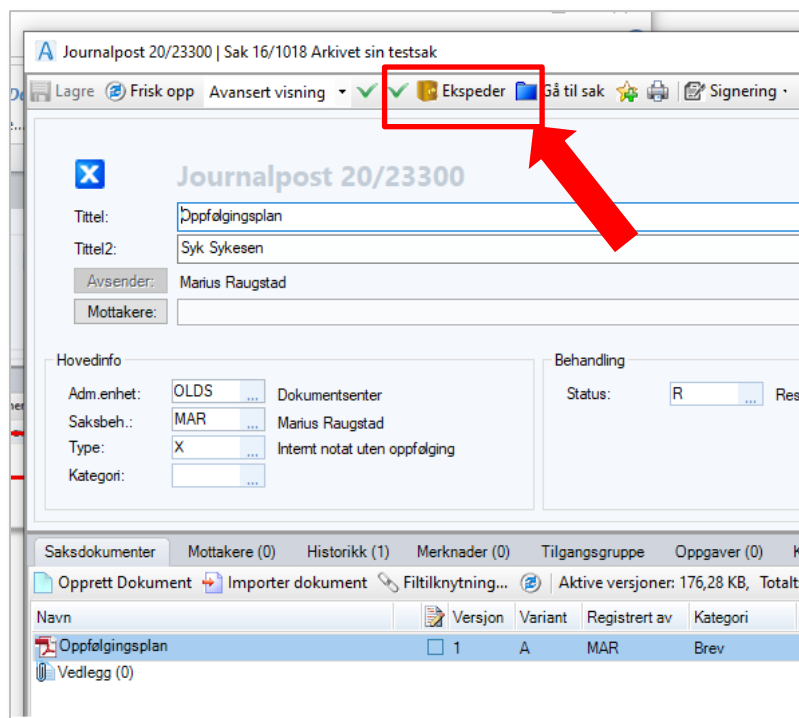 Journalpost 20/23300 | Sak 16/1018 Arkivet sin testsak
Lagre Frisk opp Avansert visning Ekspeder Gå til sak Signering
Journalpost 20/23300
Tittel: Oppfølgingsplan
Tittel2: Syk Sykesen
Avsender: Marius Raugstad
Mottakere:
Hovedinfo Behandling
Adm.enhet: OLDS ... Dokumentsenter Status: R ... Res
Saksbeh.: MAR ... Marius Raugstad
Type: X ... Internt notat uten oppfølging
Kategori: ...
Saksdokumenter Mottakere (0) Historikk (1) Merknader (0) Tilgangsgruppe Oppgaver (0) K
Opprett Dokument Importer dokument Filtilknytning... Aktive versjoner: 176,28 KB, Totalt
Navn Versjon Variant Registrert av Kategori
Oppfølgingsplan 1 A MAR Brev
Vedlegg (0)